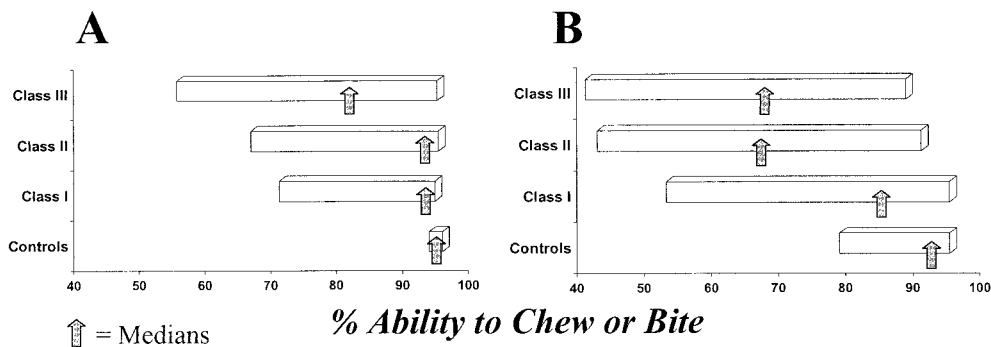 A
Class III
Class II
Class I
Controls
40 50 60 70 80 90 100
B
Class III
Class II
Class I
Controls
40 50 60 70 80 90 100
= Medians
% Ability to Chew or Bite